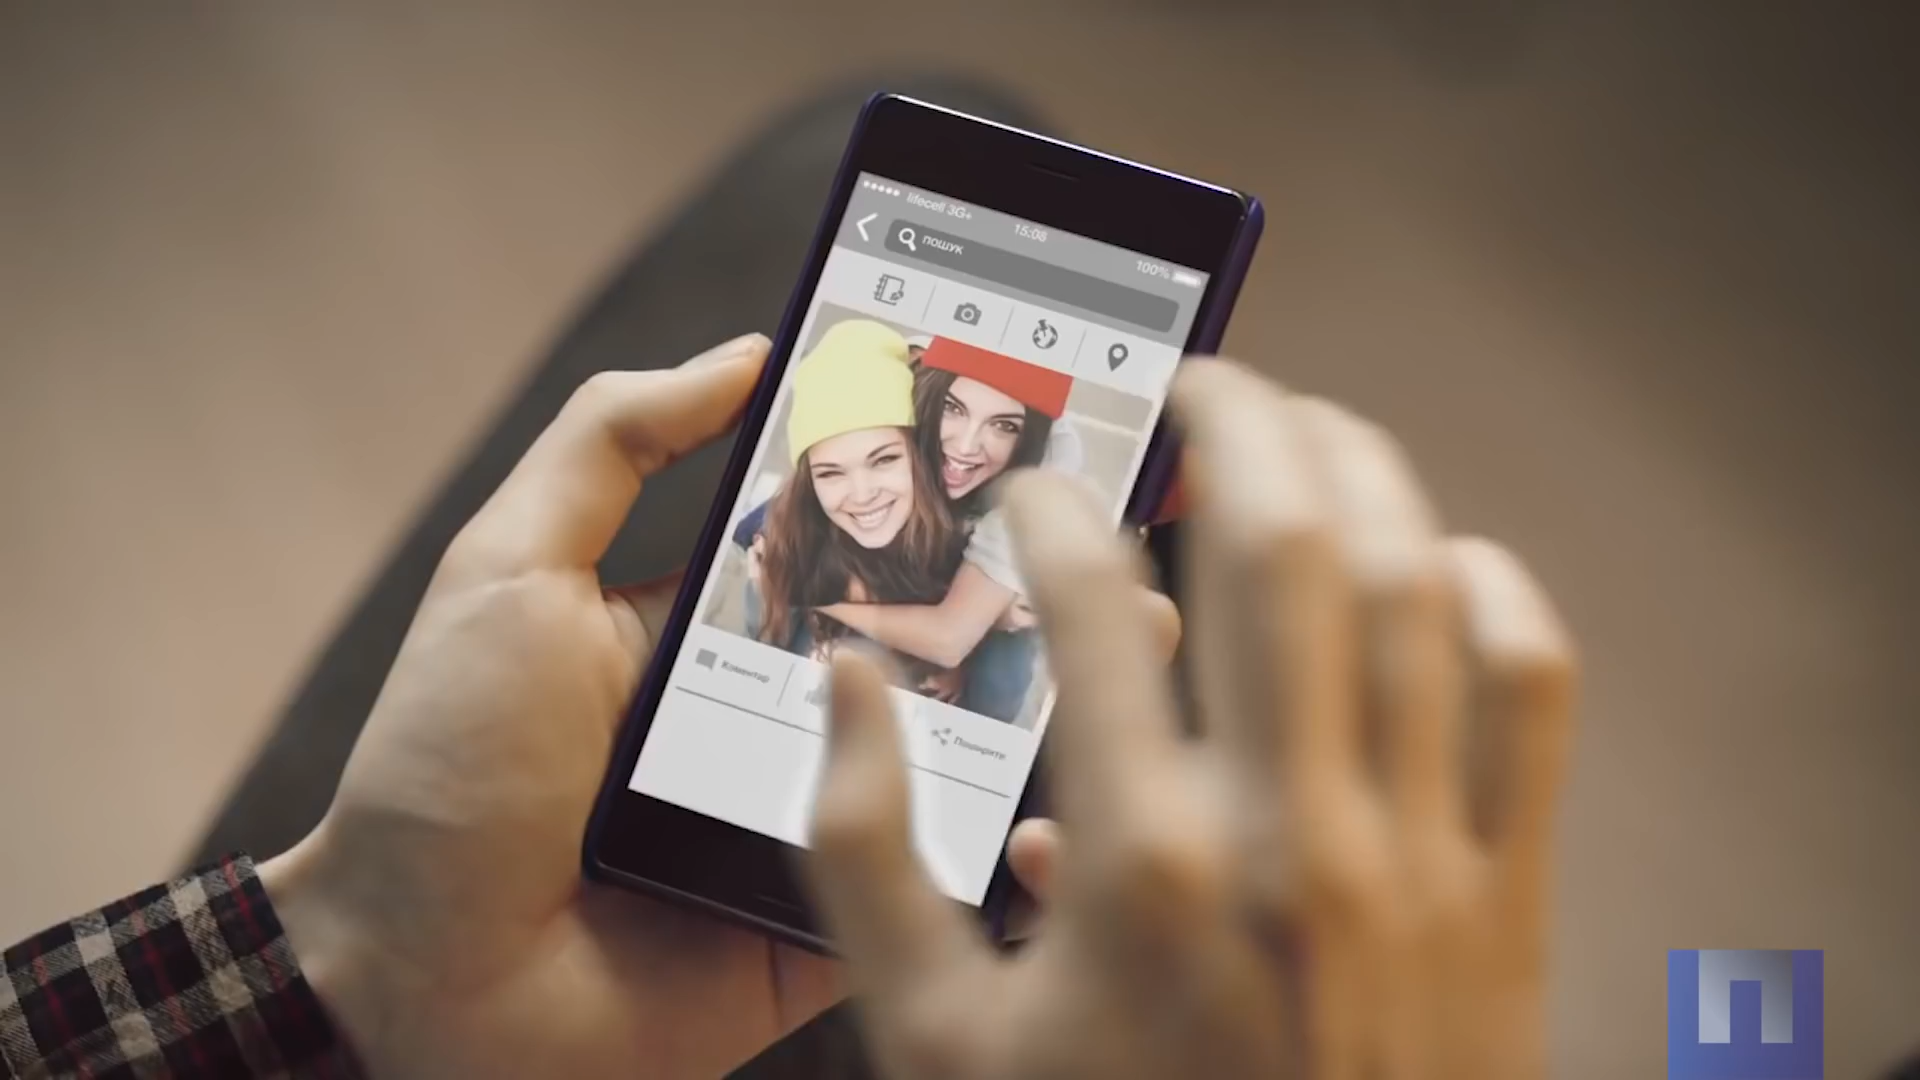 lifecell 3G+
15:08
100%
пошук
Коментар
Поширити